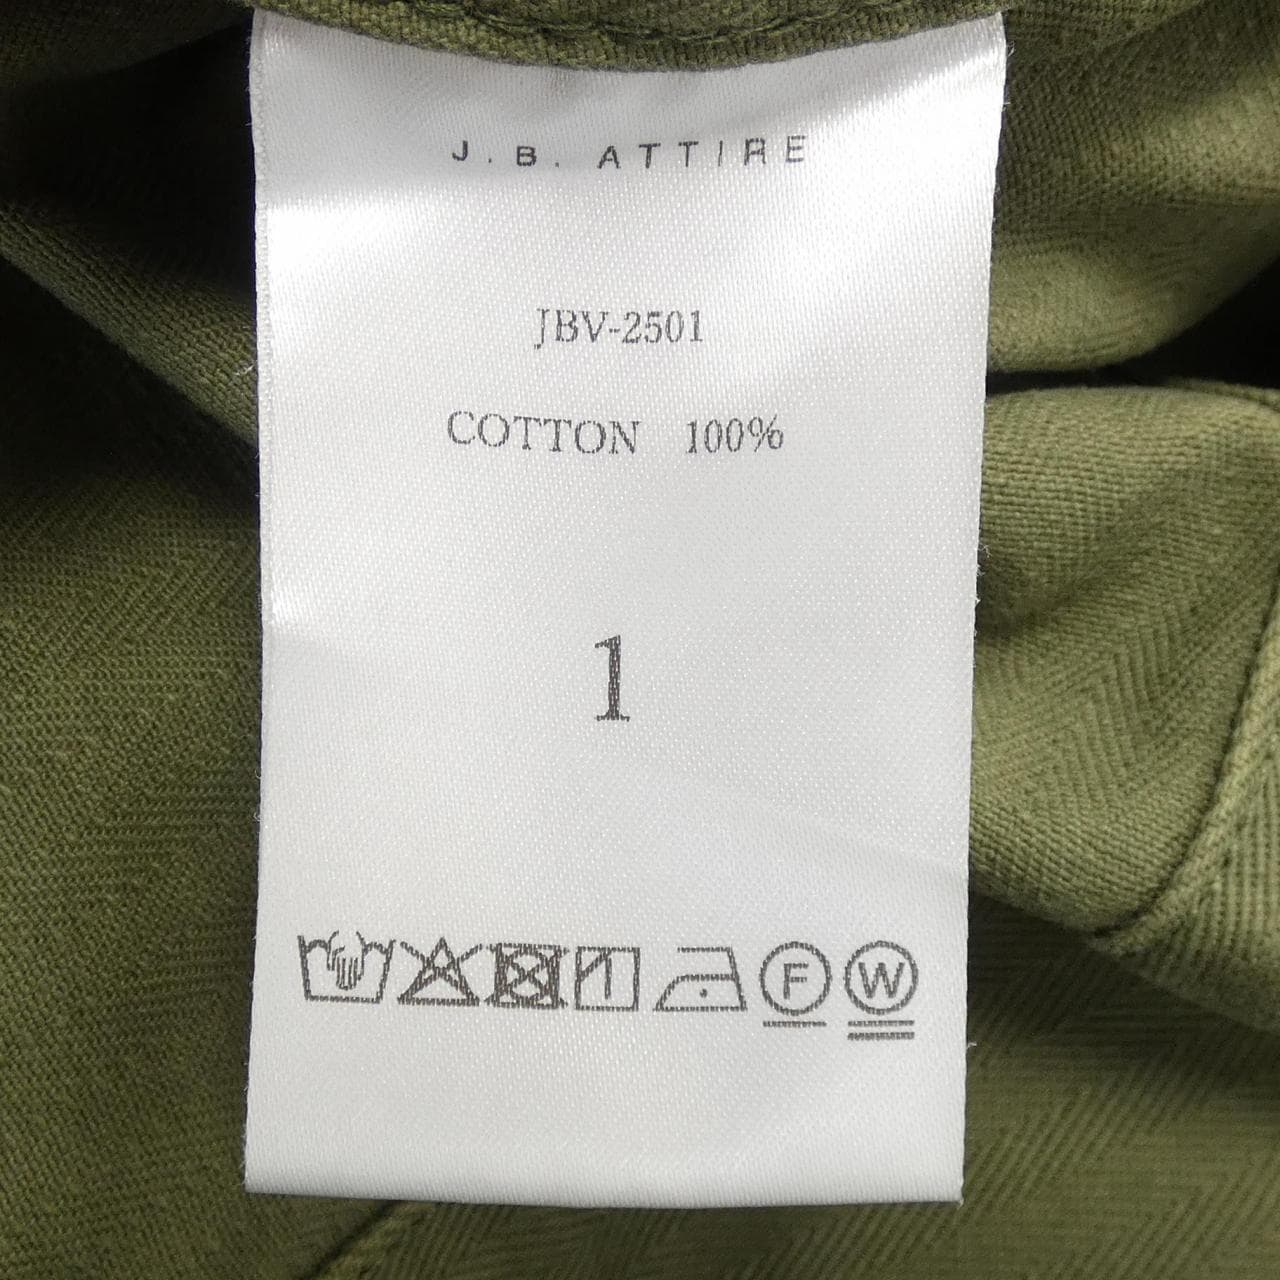 J.B. ATTIRE
JBV-2501
COTTON 100%
1
F W